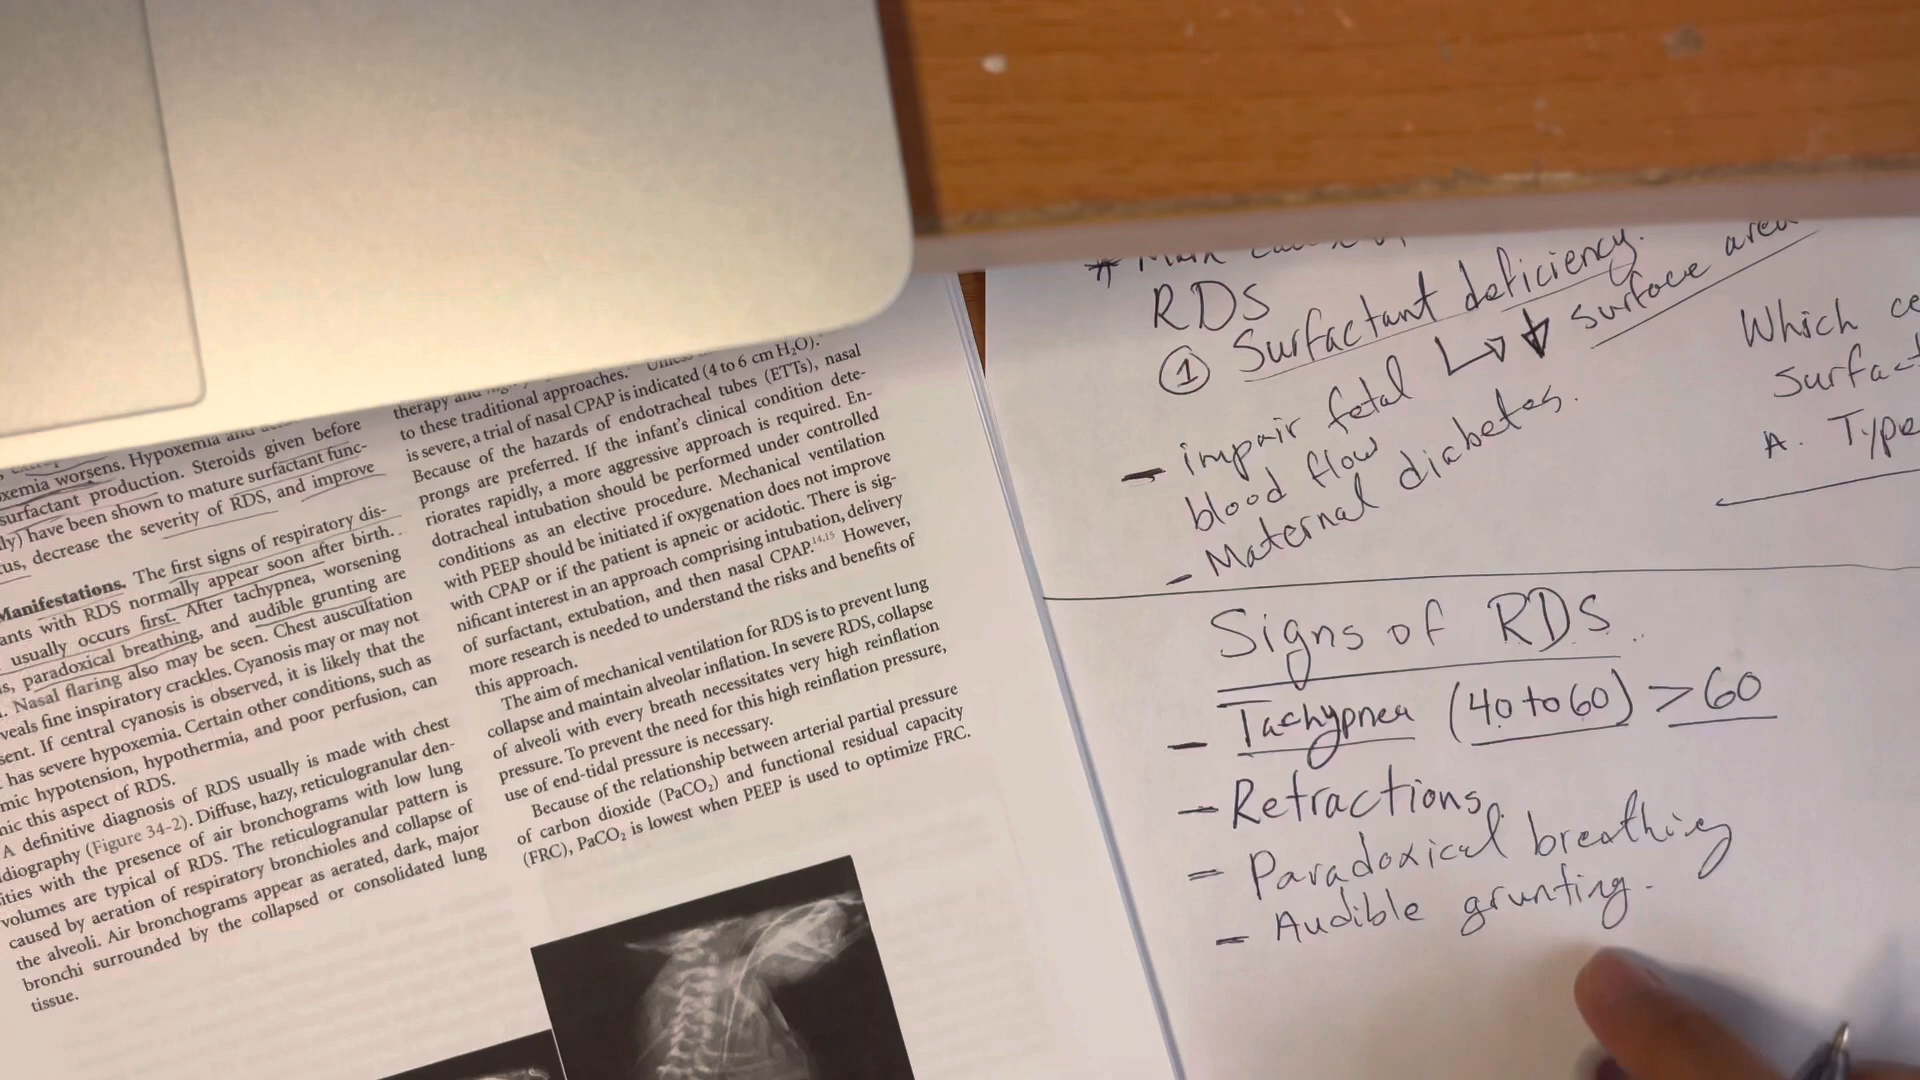 xemia worsens. Hypoxemia and
surfactant production. Steroids given before
ly) have been shown to mature surfactant func-
us, decrease the severity of RDS, and improve
Manifestations. The first signs of respiratory dis-
ants with RDS normally appear soon after birth.
usually occurs first. After tachypnea, worsening
s, paradoxical breathing, and audible grunting are
. Nasal flaring also may be seen. Chest auscultation
veals fine inspiratory crackles. Cyanosis may or may not
sent. If central cyanosis is observed, it is likely that the
has severe hypoxemia. Certain other conditions, such as
mic hypotension, hypothermia, and poor perfusion, can
nic this aspect of RDS.
A definitive diagnosis of RDS usually is made with chest
diography (Figure 34-2). Diffuse, hazy, reticulogranular den-
ities with the presence of air bronchograms with low lung
volumes are typical of RDS. The reticulogranular pattern is
caused by aeration of respiratory bronchioles and collapse of
the alveoli. Air bronchograms appear as aerated, dark, major
bronchi surrounded by the collapsed or consolidated lung
tissue.
therapy and
to these traditional approaches. Unless
is severe, a trial of nasal CPAP is indicated (4 to 6 cm H₂O).
Because of the hazards of endotracheal tubes (ETTs), nasal
prongs are preferred. If the infant's clinical condition dete-
riorates rapidly, a more aggressive approach is required. En-
dotracheal intubation should be performed under controlled
conditions as an elective procedure. Mechanical ventilation
with PEEP should be initiated if oxygenation does not improve
with CPAP or if the patient is apneic or acidotic. There is sig-
nificant interest in an approach comprising intubation, delivery
of surfactant, extubation, and then nasal CPAP.14,15 However,
more research is needed to understand the risks and benefits of
this approach.
The aim of mechanical ventilation for RDS is to prevent lung
collapse and maintain alveolar inflation. In severe RDS, collapse
of alveoli with every breath necessitates very high reinflation
pressure. To prevent the need for this high reinflation pressure,
use of end-tidal pressure is necessary.
Because of the relationship between arterial partial pressure
of carbon dioxide (PaCO₂) and functional residual capacity
(FRC), PaCO₂ is lowest when PEEP is used to optimize FRC.
RDS
① Surfactant deficiency.
↓ surface area
- impair fetal
blood flow
- Maternal diabetes.
Which ce
Surfact
A. Type
Signs of RDS
- Tachypnea (40 to 60) >60
- Retractions
- Paradoxical breathing
- Audible grunting.